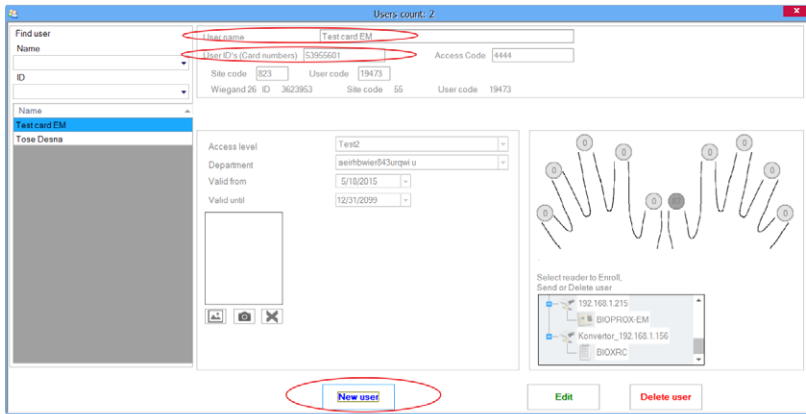 Users count: 2
Find user
Name
ID
Name
Test card EM
Tose Desna
User name Test card EM
User ID's (Card numbers) 53955601 Access Code 4444
Site code 823 User code 19473
Wiegand 26 ID 3623953 Site code 55 User code 19473
Access level Test2
Department aeirhbwier843urqwi u
Valid from 5/18/2015
Valid until 12/31/2099
0 0 0 0 0 0 0 0 0
Select reader to Enroll,
Send or Delete user
192.168.1.215
BIOPROX-EM
Konvertor_192.168.1.156
BIOXRC
New user
Edit
Delete user